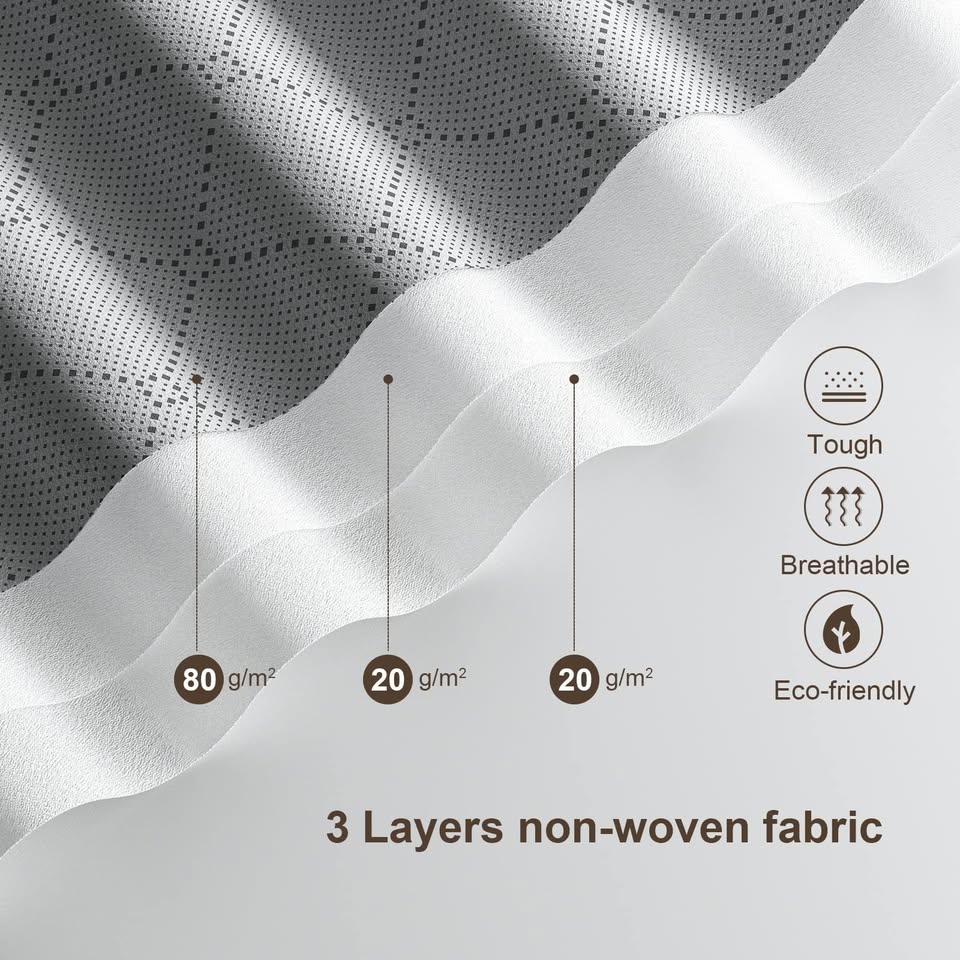 Tough
Breathable
Eco-friendly
80 g/m²
20 g/m²
20 g/m²
3 Layers non-woven fabric